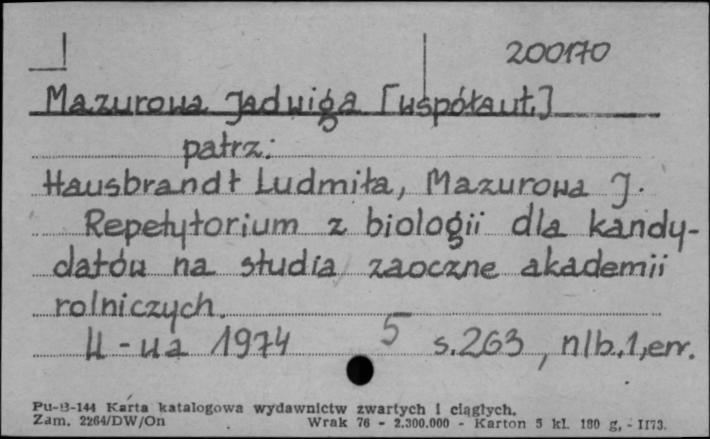 200170
Mazurowa Jadwiga [współaut.]
patrz:
Hausbrandt Ludmiła, Mazurowa J.
Repetytorium z biologii dla kandy-
datów na studia zaoczne akademii
rolniczych.
W-wa 1974 5 s.263, nlb.,1,err.
Pu-B-144 Karta katalogowa wydawnictw zwartych i ciągłych.
Zam. 2264/DW/On Wrak 76 - 2.300.000 - Karton 5 kl. 180 g, - II73.